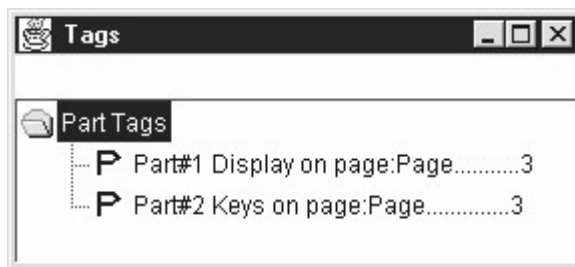 Tags
Part Tags
Part#1 Display on page:Page..........3
Part#2 Keys on page:Page.............3